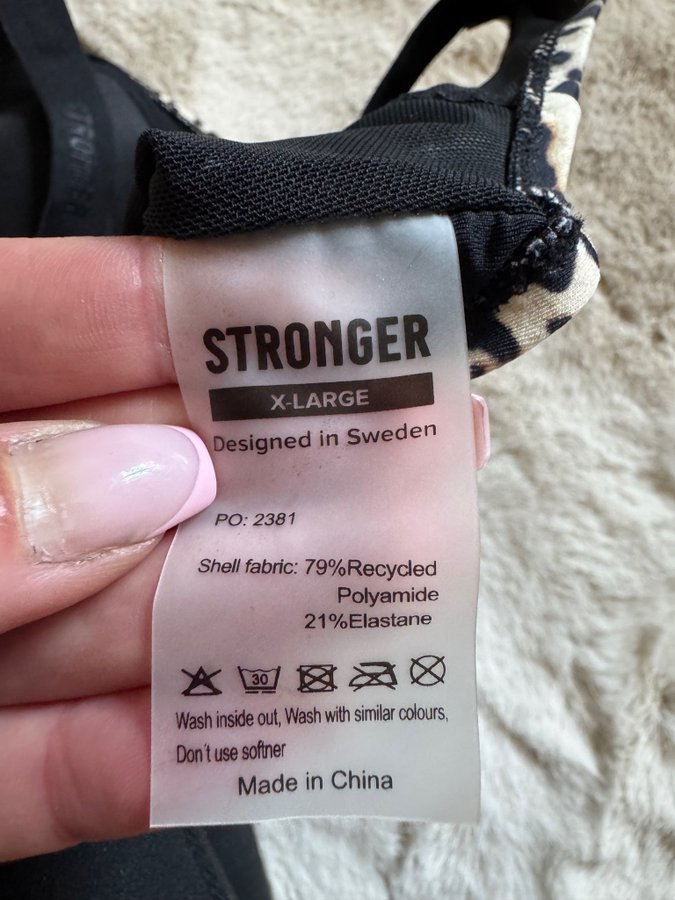 STRONGER
X-LARGE
Designed in Sweden
PO: 2381
Shell fabric: 79%Recycled
Polyamide
21%Elastane
30
Wash inside out, Wash with similar colours,
Don´t use softner
Made in China